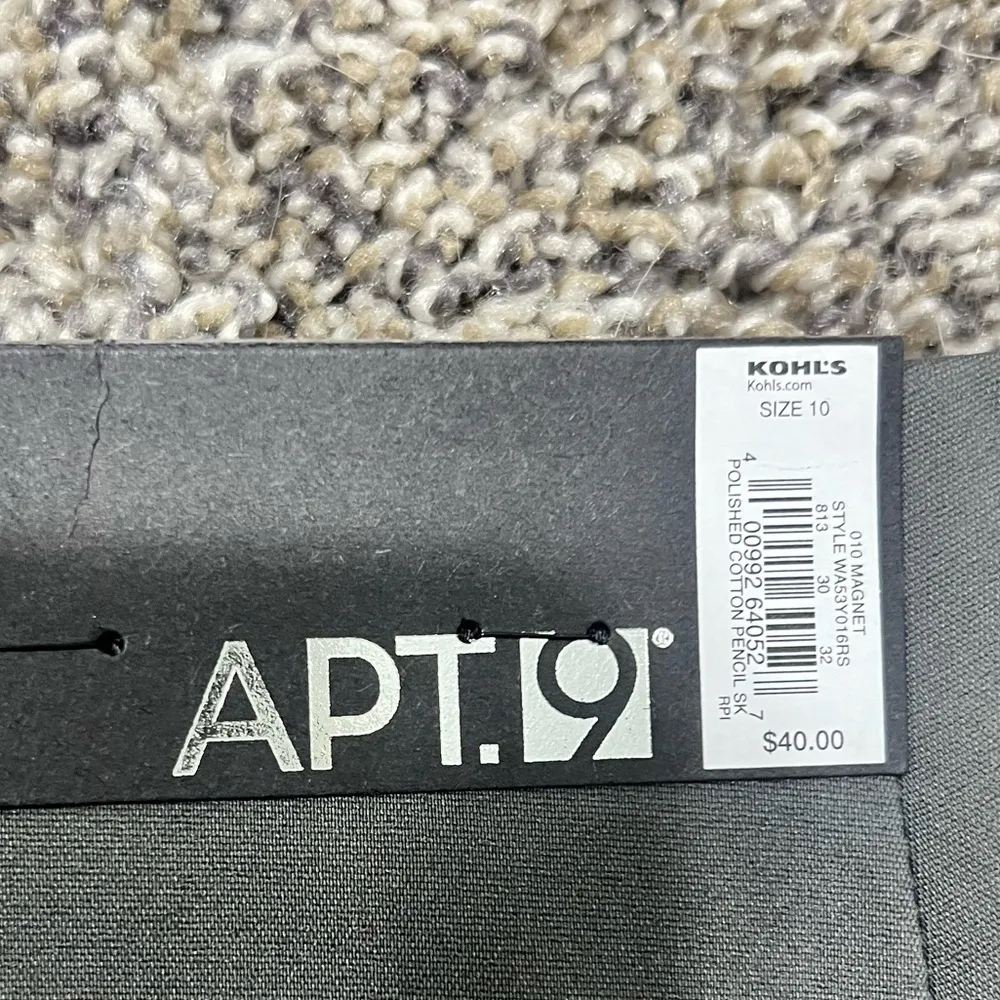 KOHL'S
Kohls.com
SIZE 10
010 MAGNET
STYLE WA53Y016RS
813 30 32
4 00992 64052 7
POLISHED COTTON PENCIL SK
RPI
$40.00
APT.9®